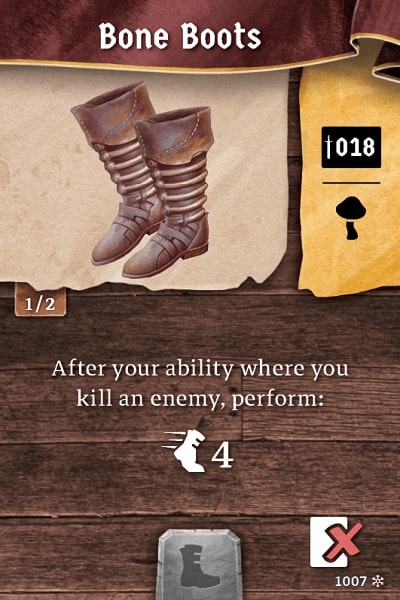 Bone Boots
018
1/2
After your ability where you
kill an enemy, perform:
4
1007